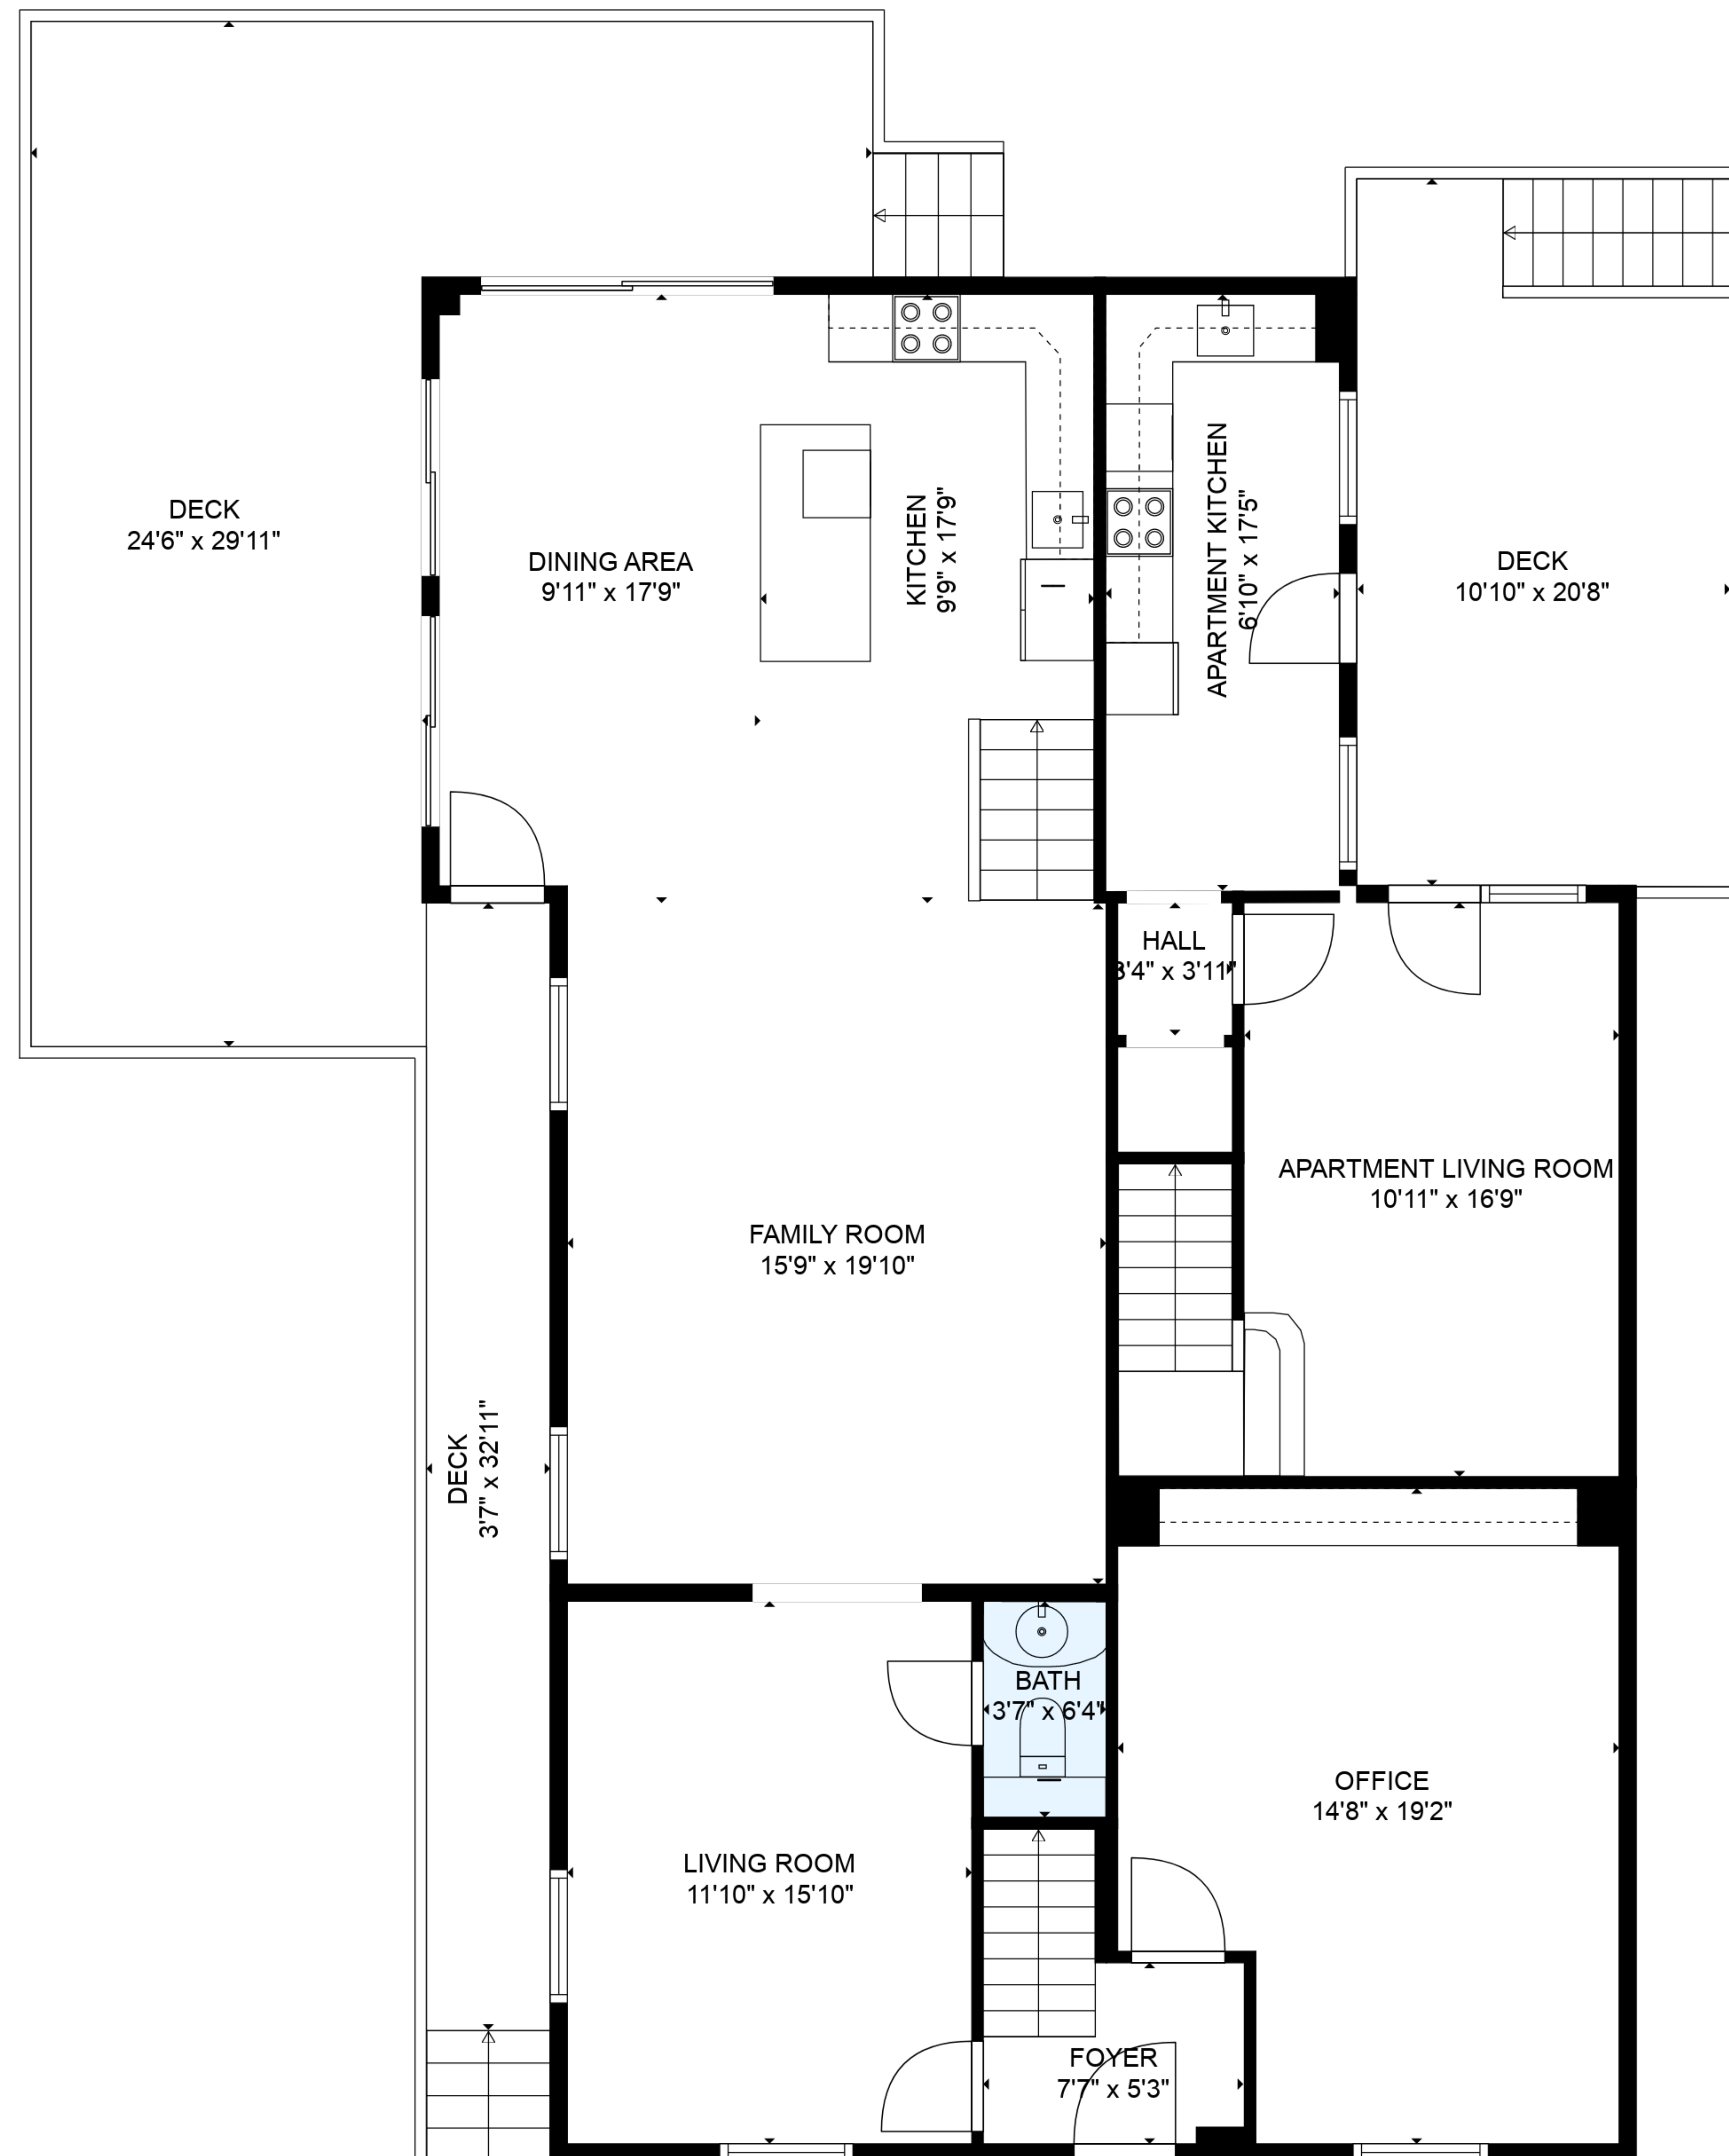 DECK
24'6" x 29'11"
DINING AREA
9'11" x 17'9"
KITCHEN
9'9" x 17'9"
APARTMENT KITCHEN
6'10" x 17'5"
DECK
10'10" x 20'8"
HALL
3'4" x 3'11"
APARTMENT LIVING ROOM
10'11" x 16'9"
FAMILY ROOM
15'9" x 19'10"
DECK
3'7" x 32'11"
BATH
3'7" x 6'4"
OFFICE
14'8" x 19'2"
LIVING ROOM
11'10" x 15'10"
FOYER
7'7" x 5'3"